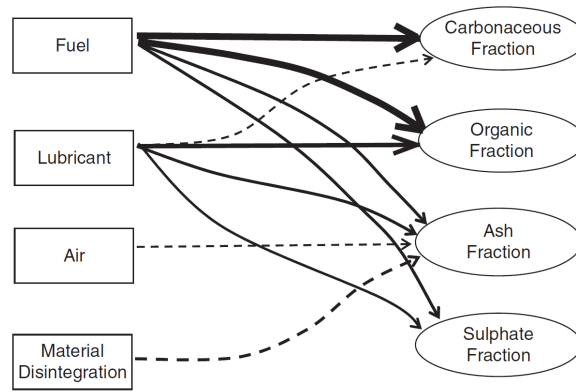 Fuel
Carbonaceous
Fraction
Lubricant
Organic
Fraction
Air
Ash
Fraction
Material
Disintegration
Sulphate
Fraction